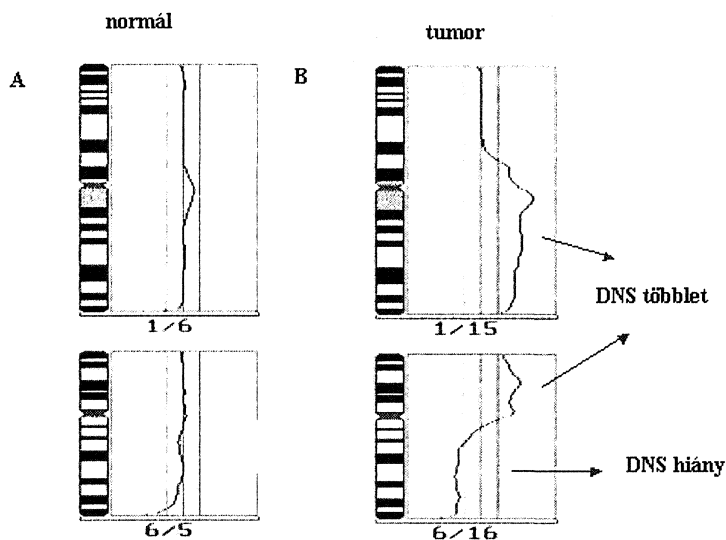 normál
tumor
A
B
DNS többlet
1/6
1/15
DNS hiány
6/5
6/16